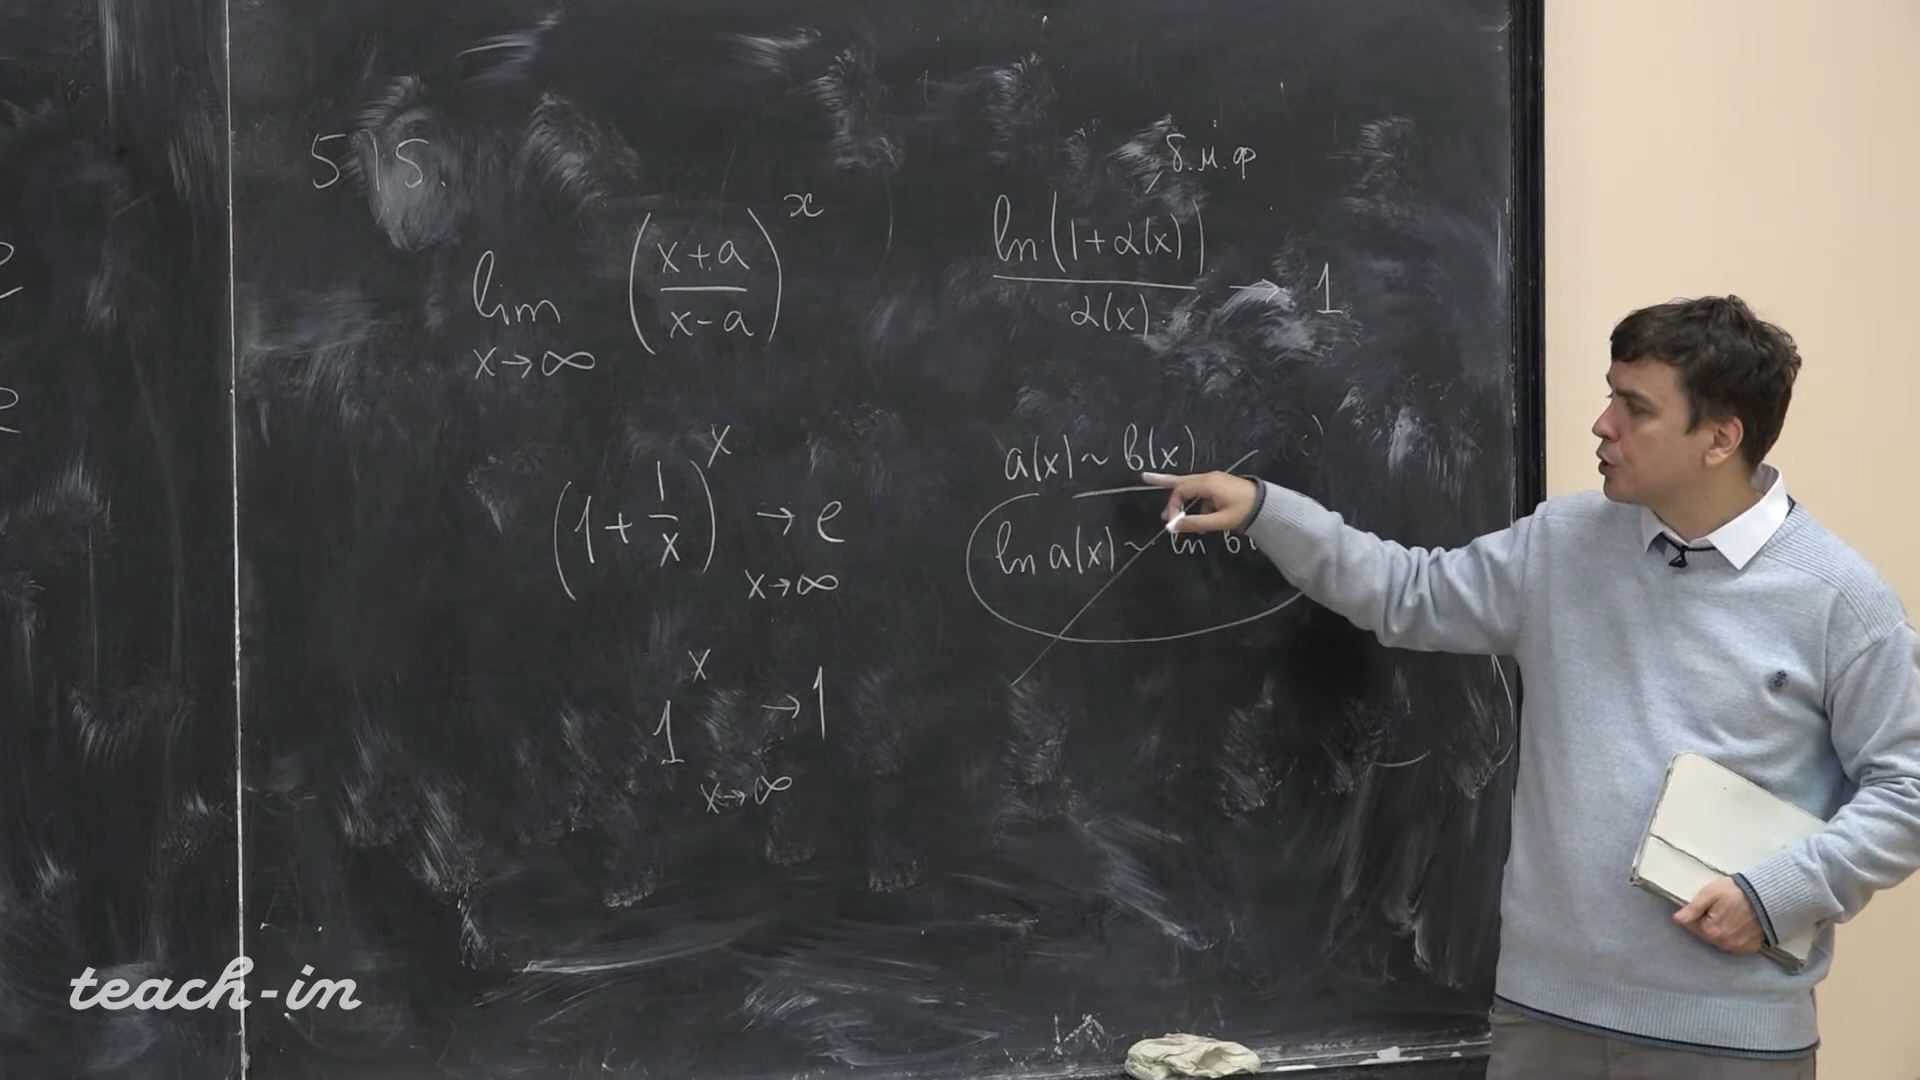 515.
lim x→∞ ((x+a)/(x-a))^x
(1+1/x)^x → e x→∞
1^x → 1 x→∞
б.м.ф
ln(1+α(x))/α(x) → 1
a(x) ~ b(x)
ln a(x) ~ ln b(
teach-in